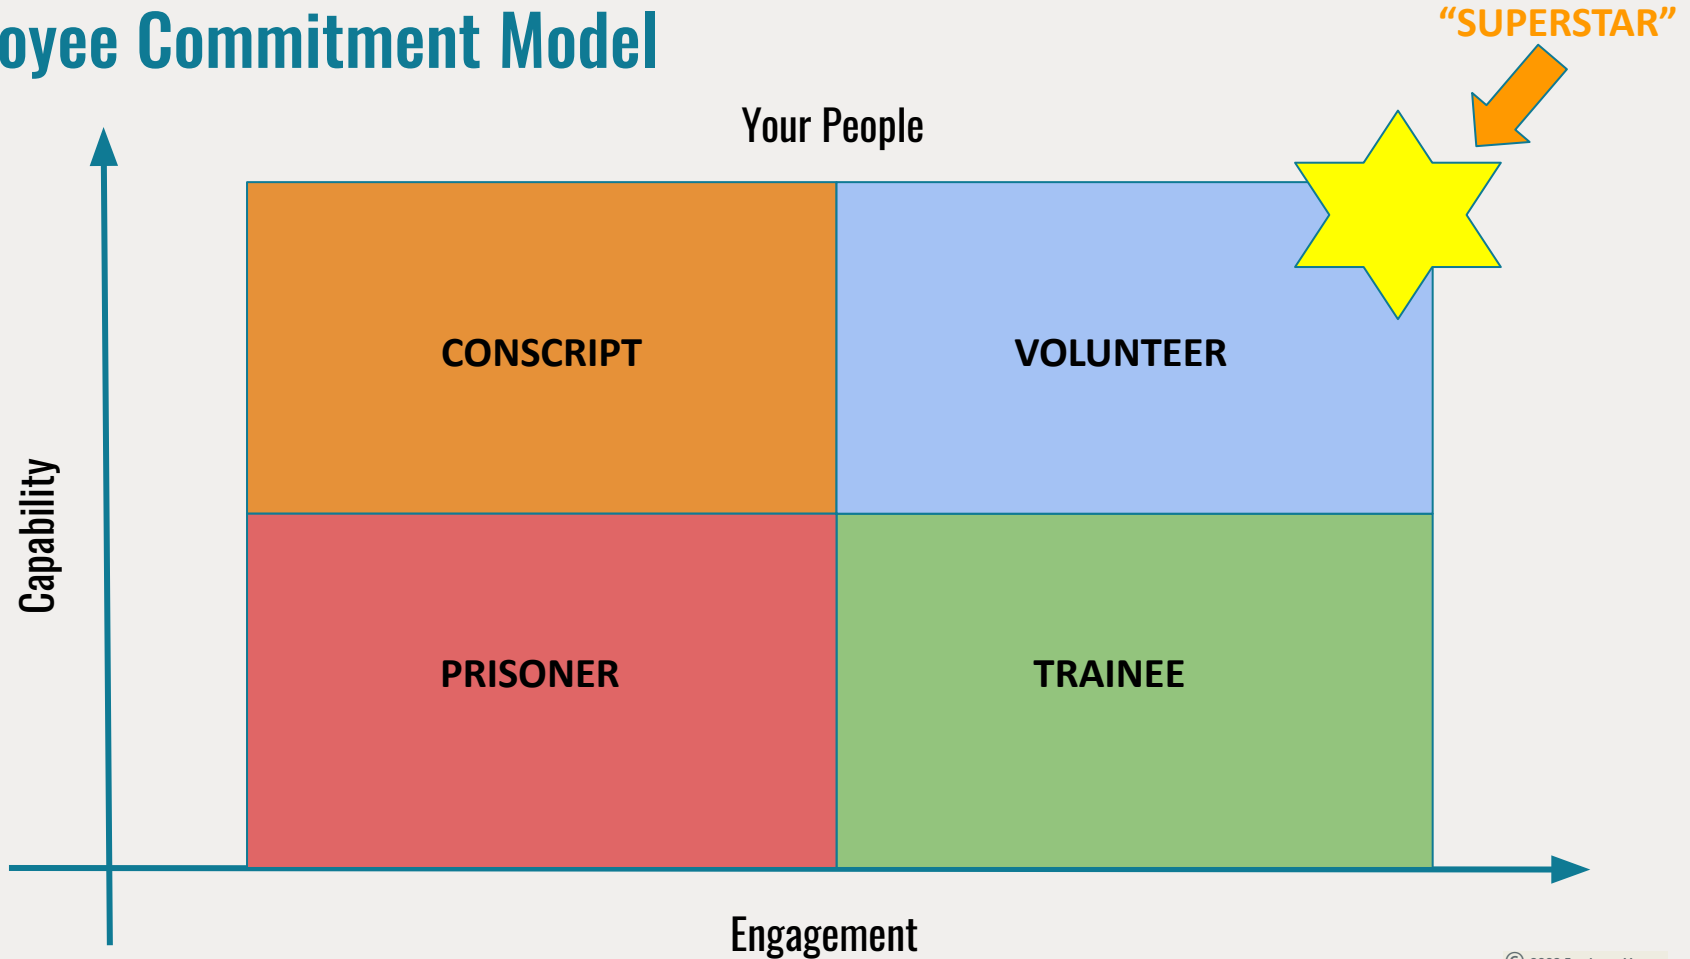 oyee Commitment Model
“SUPERSTAR”
Your People
CONSCRIPT
VOLUNTEER
Capability
PRISONER
TRAINEE
Engagement